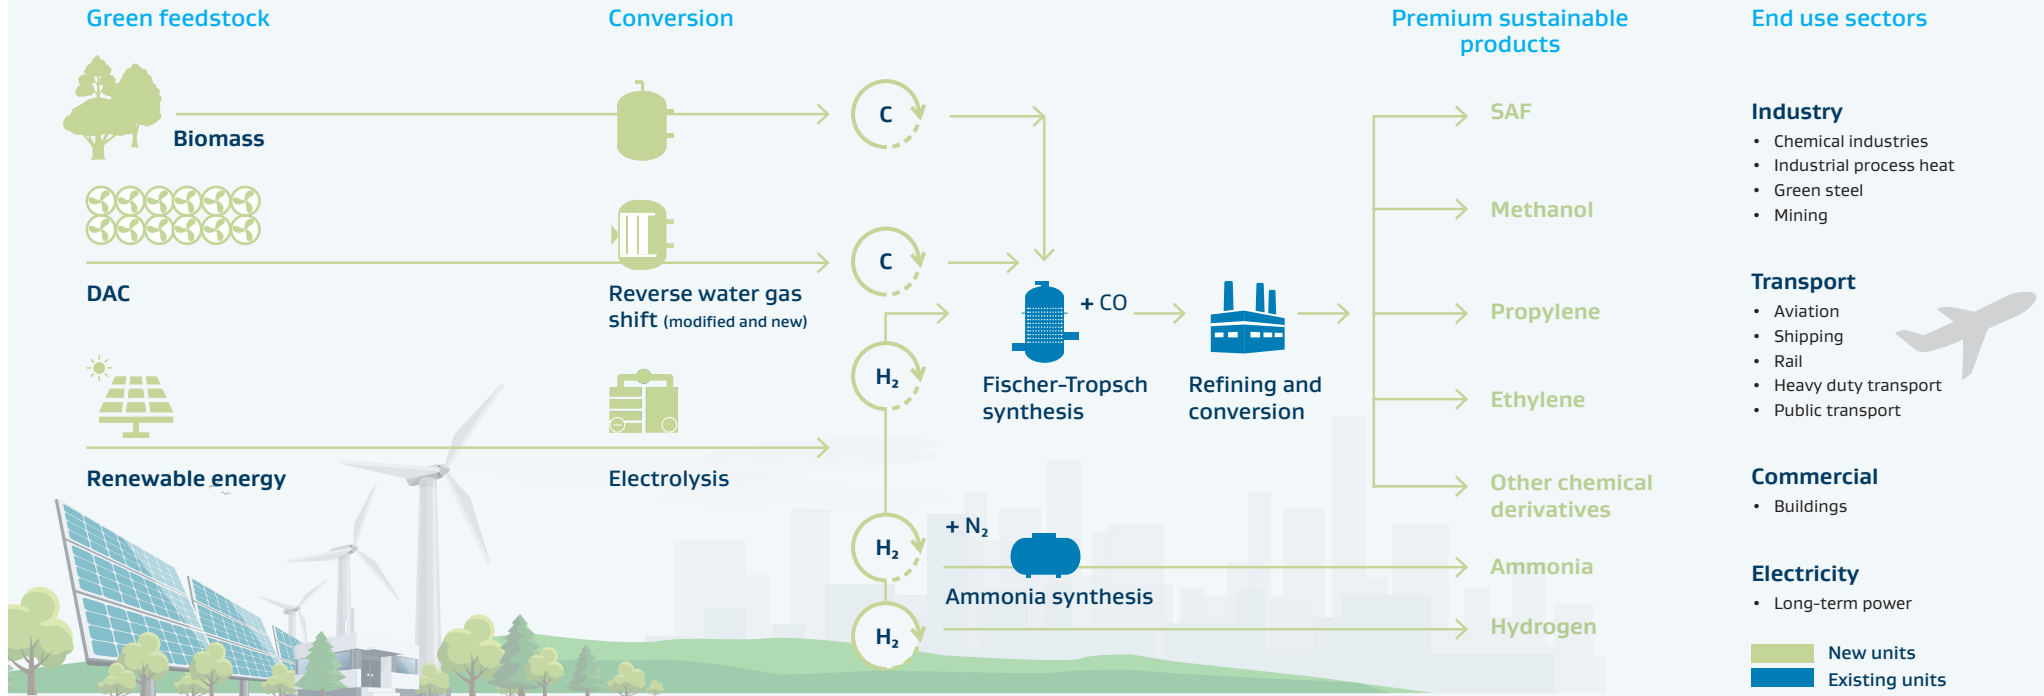 Green feedstock
Conversion
Premium sustainable
products
End use sectors
Biomass
C
DAC
Reverse water gas
shift (modified and new)
C
Renewable energy
Electrolysis
H₂
H₂
H₂
+ CO
Fischer-Tropsch
synthesis
Refining and
conversion
+ N₂
Ammonia synthesis
SAF
Methanol
Propylene
Ethylene
Other chemical
derivatives
Ammonia
Hydrogen
Industry
• Chemical industries
• Industrial process heat
• Green steel
• Mining
Transport
• Aviation
• Shipping
• Rail
• Heavy duty transport
• Public transport
Commercial
• Buildings
Electricity
• Long-term power
New units
Existing units